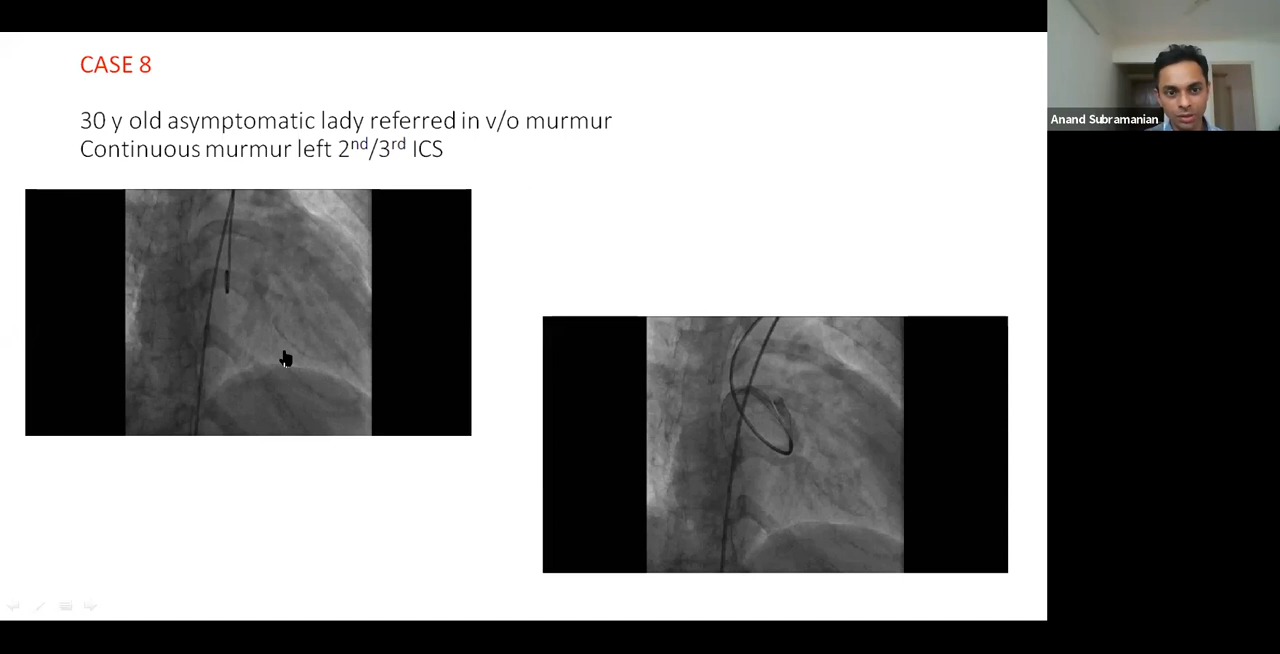 CASE 8
30 y old asymptomatic lady referred in v/o murmur
Continuous murmur left 2nd/3rd ICS
Anand Subramanian